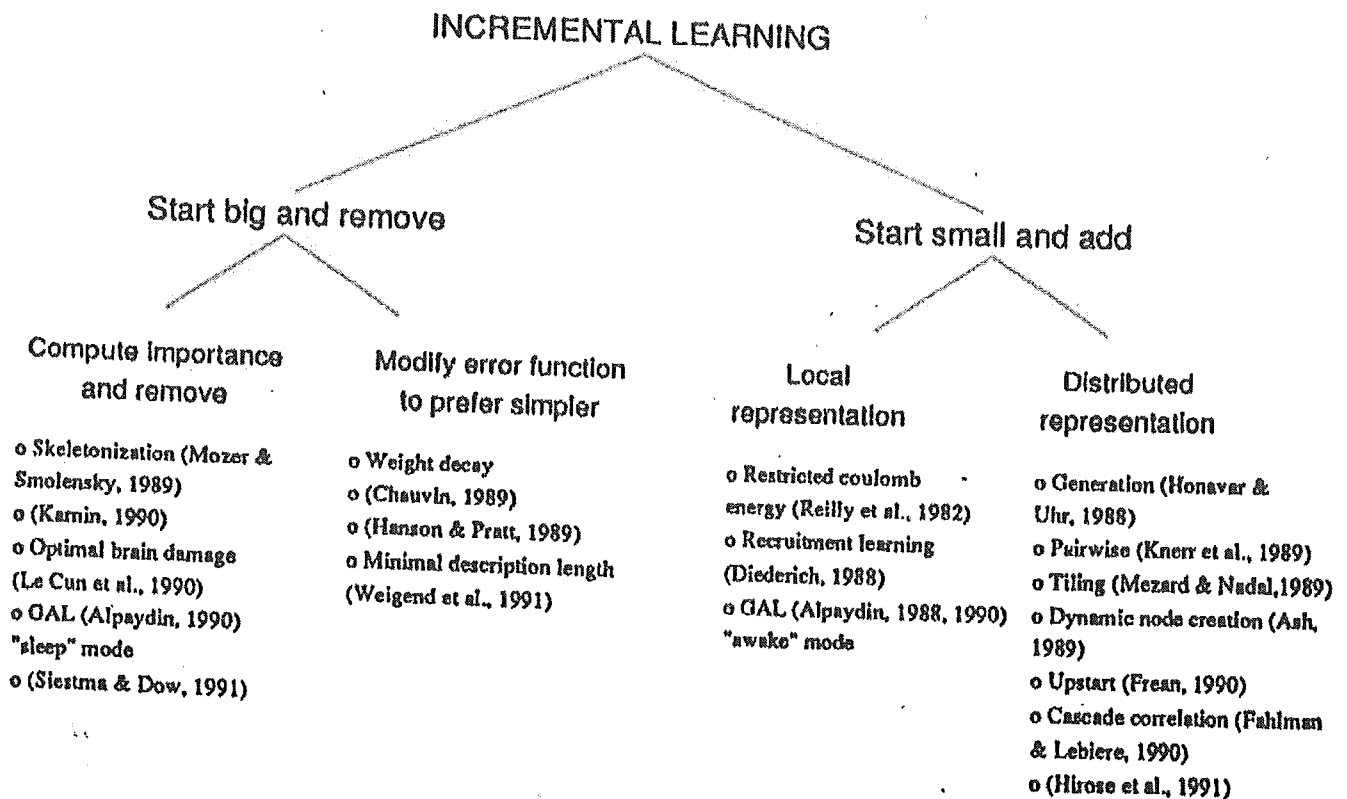 INCREMENTAL LEARNING
Start big and remove
Start small and add
Compute importance
and remove
o Skeletonization (Mozer &
Smolensky, 1989)
o (Karnin, 1990)
o Optimal brain damage
(Le Cun et al., 1990)
o GAL (Alpaydin, 1990)
"sleep" mode
o (Siestma & Dow, 1991)
Modify error function
to prefer simpler
o Weight decay
o (Chauvin, 1989)
o (Hanson & Pratt, 1989)
o Minimal description length
(Weigend et al., 1991)
Local
representation
o Restricted coulomb
energy (Reilly et al., 1982)
o Recruitment learning
(Diederich, 1988)
o GAL (Alpaydin, 1988, 1990)
"awake" mode
Distributed
representation
o Generation (Honavar &
Uhr, 1988)
o Pairwise (Knerr et al., 1989)
o Tiling (Mezard & Nadal,1989)
o Dynamic node creation (Ash,
1989)
o Upstart (Frean, 1990)
o Cascade correlation (Fahlman
& Lebiere, 1990)
o (Hirose et al., 1991)